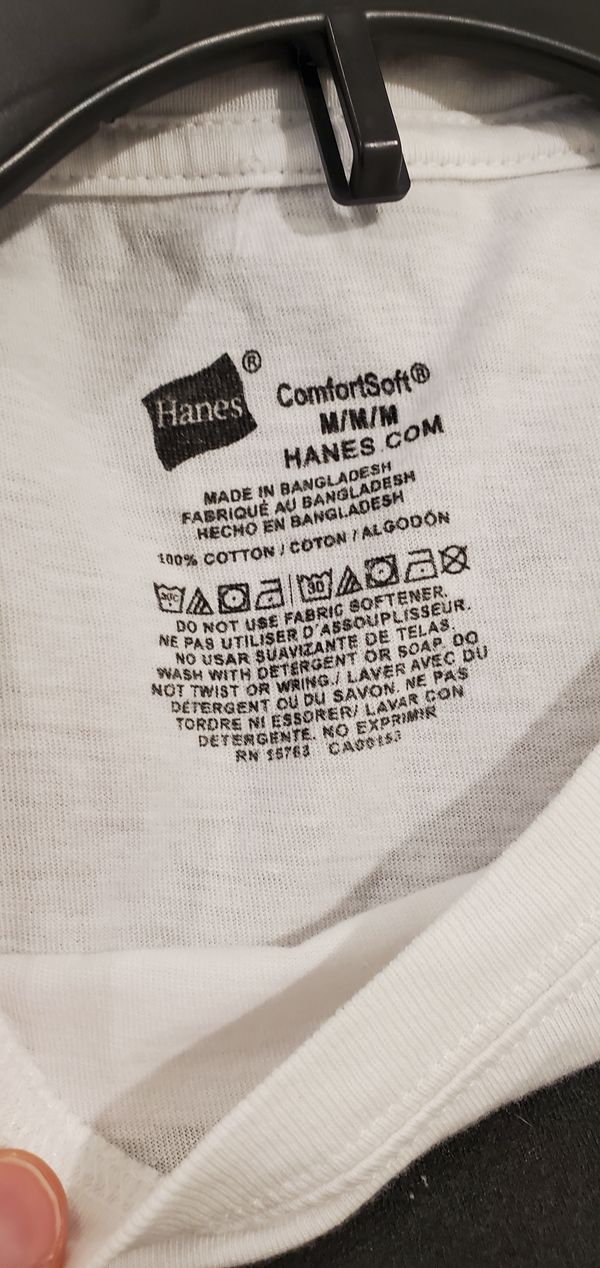 Hanes®
ComfortSoft®
M/M/M
HANES.COM
MADE IN BANGLADESH
FABRIQUÉ AU BANGLADESH
HECHO EN BANGLADESH
100% COTTON / COTON / ALGODÓN
30
DO NOT USE FABRIC SOFTENER.
NE PAS UTILISER D'ASSOUPLISSEUR.
NO USAR SUAVIZANTE DE TELAS.
WASH WITH DETERGENT OR SOAP. DO
NOT TWIST OR WRING./ LAVER AVEC DU
DETERGENT OU DU SAVON. NE PAS
TORDRE NI ESSORER/ LAVAR CON
DETERGENTE. NO EXPRIMIR
RN 15763 CA00153